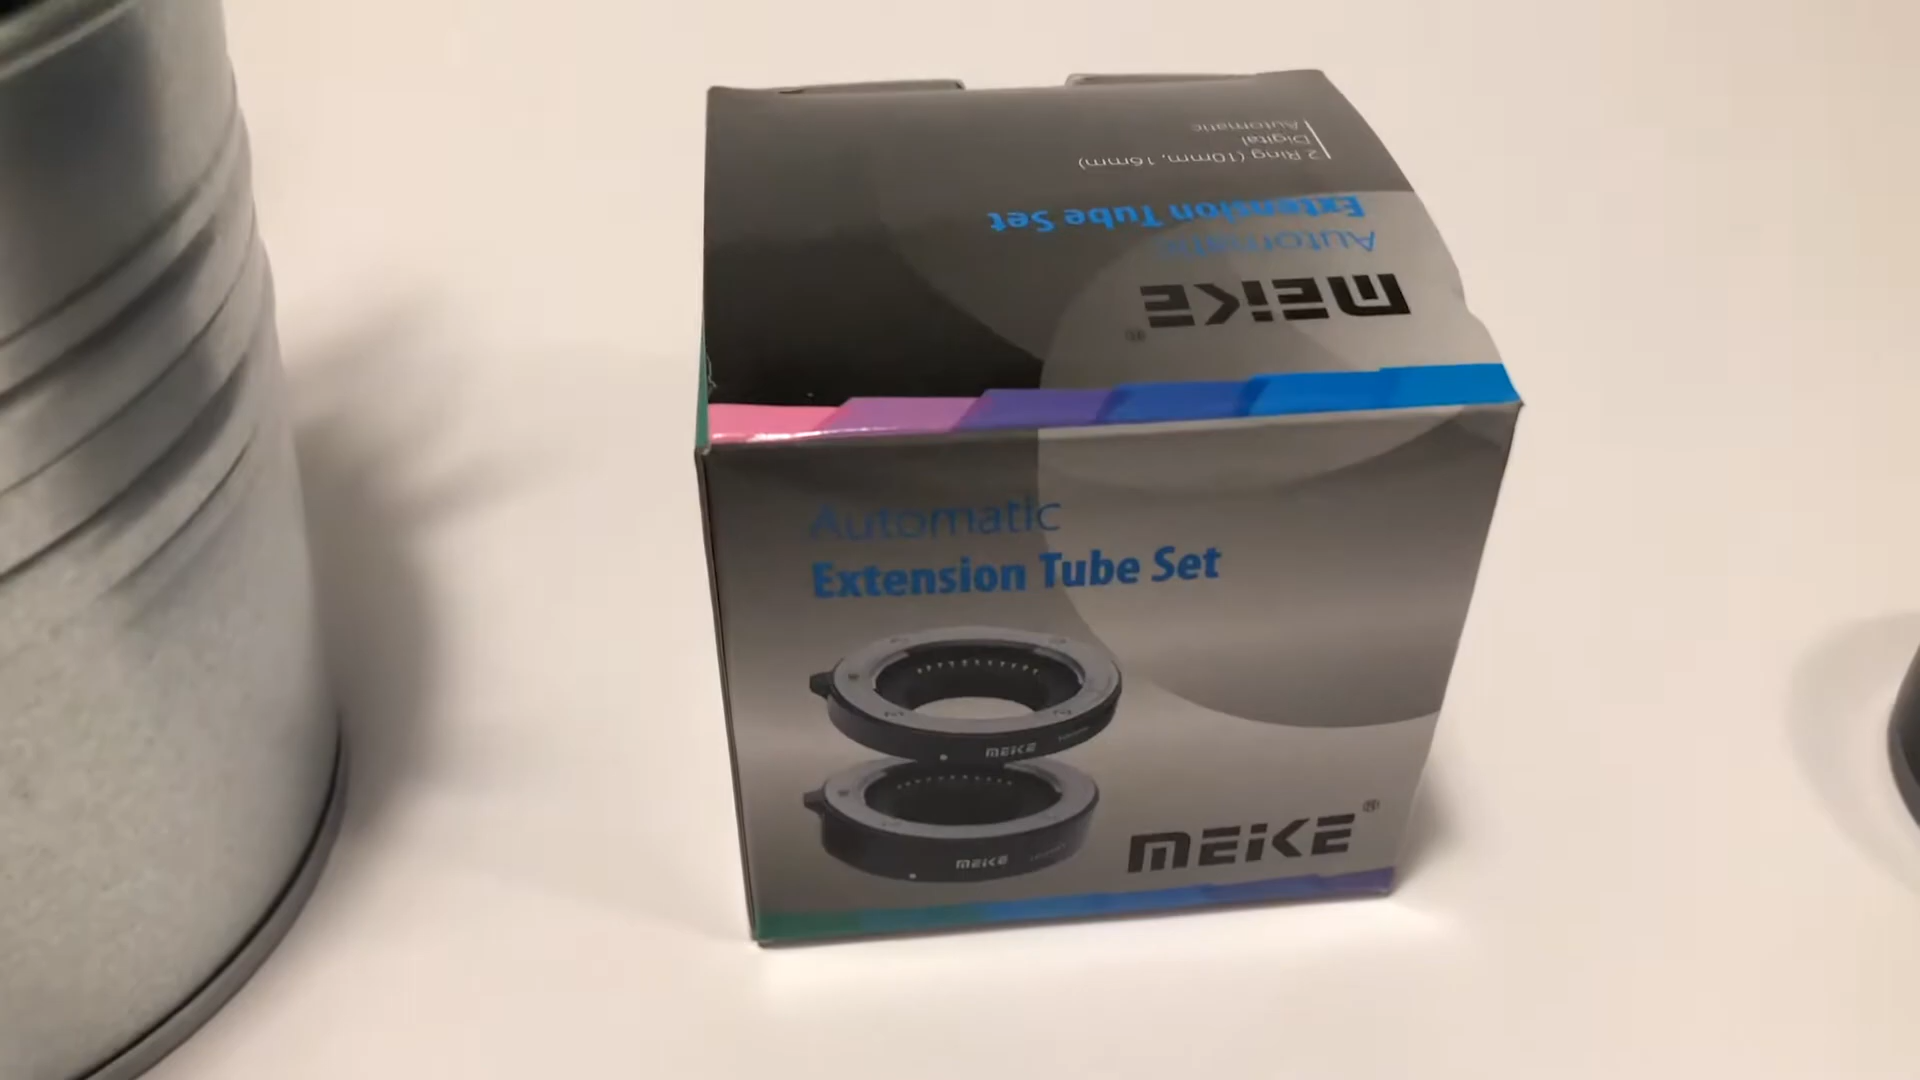 MEIKE®
Automatic
Extension Tube Set
2 Ring (10mm, 16mm)
Digital
Automatic
Automatic
Extension Tube Set
MEIKE
MEIKE
MEIKE®